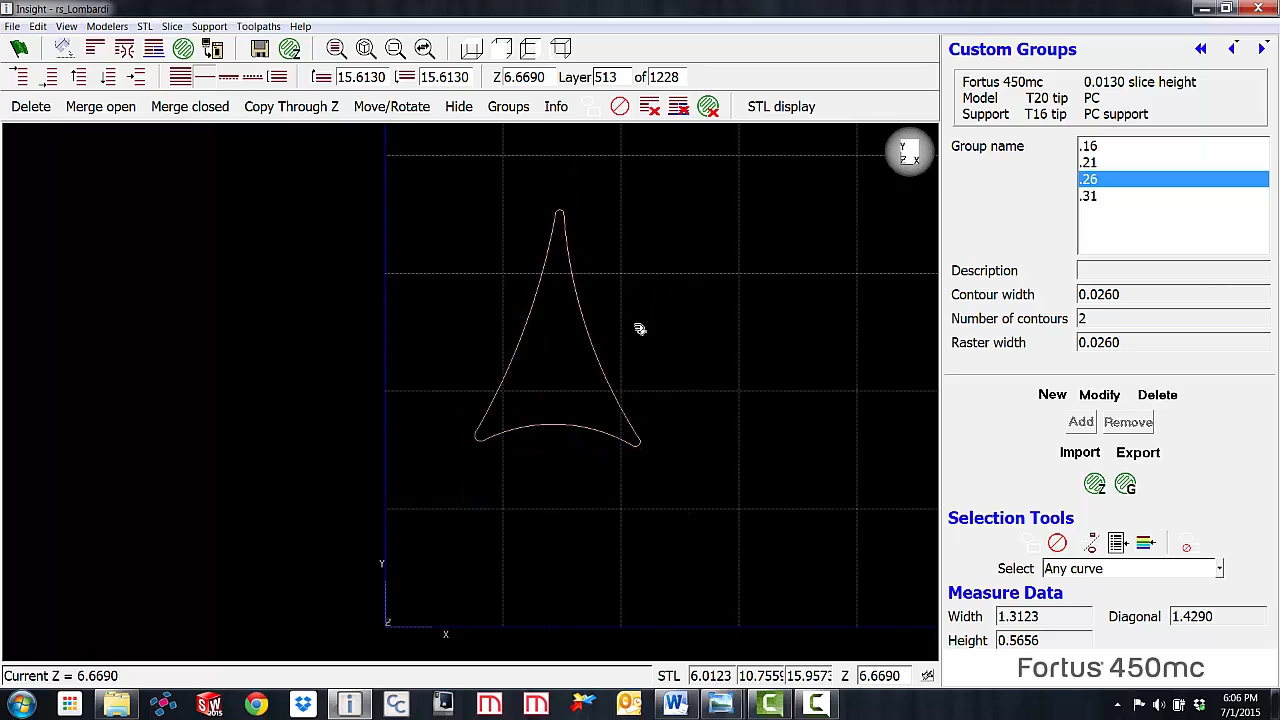 Insight - rs_Lombardi
File Edit View Modelers STL Slice Support Toolpaths Help
15.6130 15.6130 Z 6.6690 Layer 513 of 1228
Delete Merge open Merge closed Copy Through Z Move/Rotate Hide Groups Info STL display
Y
Z X
Y
Z
X
Custom Groups
Fortus 450mc 0.0130 slice height
Model T20 tip PC
Support T16 tip PC support
Group name .16
.21
.26
.31
Description
Contour width 0.0260
Number of contours 2
Raster width 0.0260
New Modify Delete
Add Remove
Import Export
Z G
Selection Tools
Select Any curve
Measure Data
Width 1.3123 Diagonal 1.4290
Height 0.5656
Fortus 450mc
Current Z = 6.6690 STL 6.0123 10.7559 15.9573 Z 6.6690
6:06 PM
7/1/2015